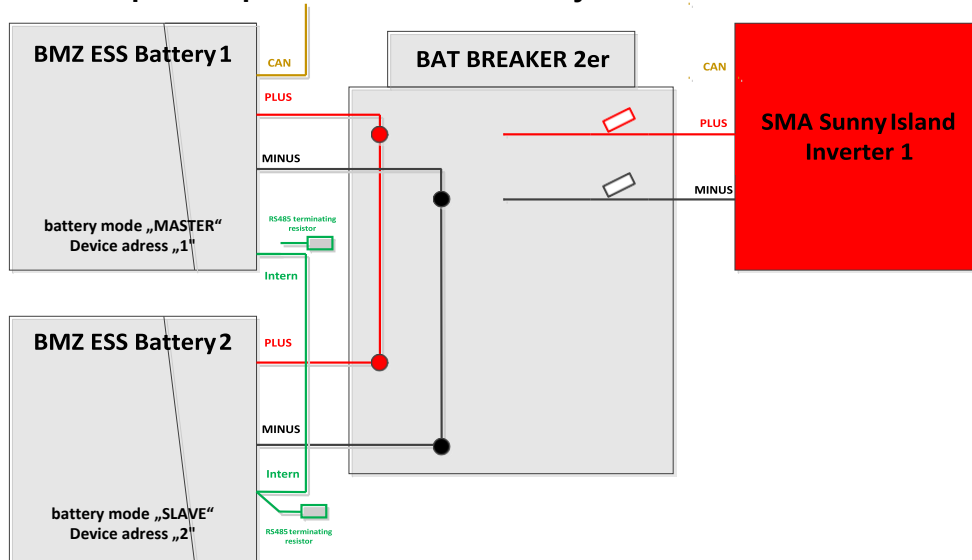 BMZ ESS Battery 1
CAN
PLUS
MINUS
battery mode „MASTER“
Device adress „1"
RS485 terminating
resistor
Intern
BAT BREAKER 2er
CAN
PLUS
MINUS
SMA Sunny Island
Inverter 1
BMZ ESS Battery 2
PLUS
MINUS
Intern
battery mode „SLAVE“
Device adress „2"
RS485 terminating
resistor